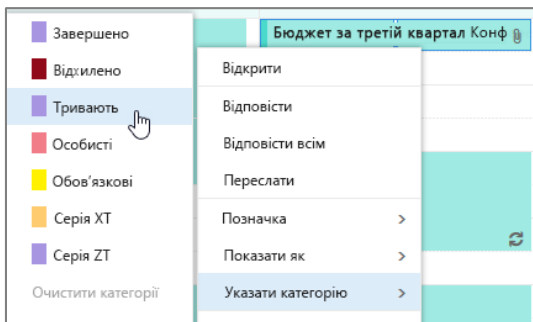 Завершено
Відхилено
Тривають
Особисті
Обов'язкові
Серія XT
Серія ZT
Очистити категорії
Бюджет за третій квартал Конф
Відкрити
Відповісти
Відповісти всім
Переслати
Позначка
Показати як
Указати категорію